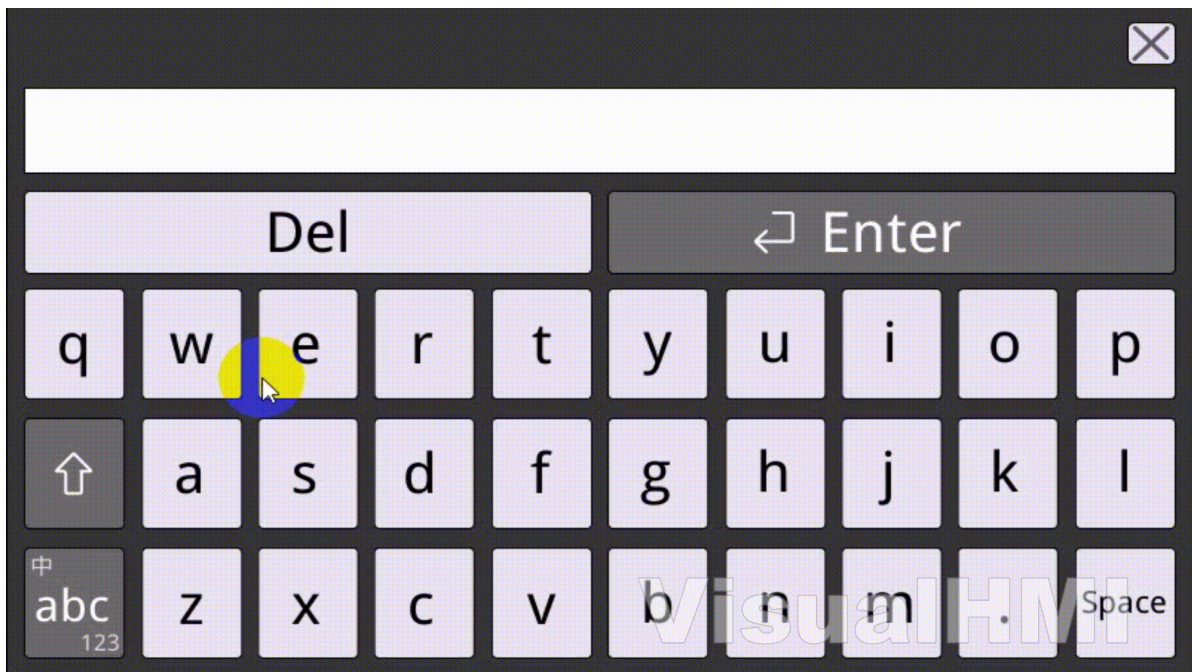 Del Enter
q w e r t y u i o p
a s d f g h j k l
中
abc z x c v b n m . Space
123
VisualHMI